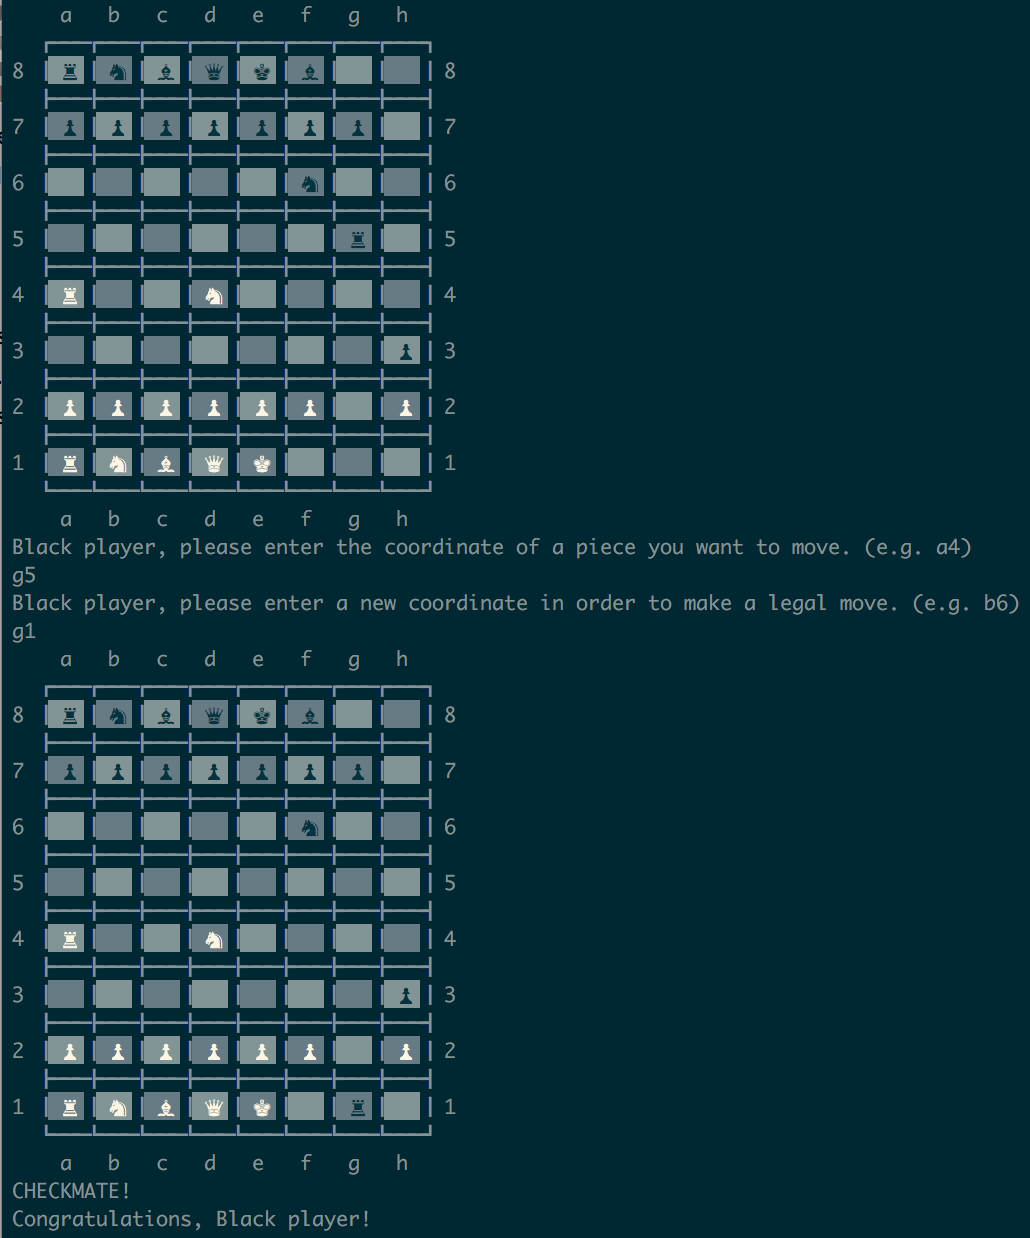 a b c d e f g h
8 ♜ ♞ ♝ ♛ ♚ ♝ 8
7 ♟ ♟ ♟ ♟ ♟ ♟ ♟ 7
6 ♞ 6
5 ♜ 5
4 ♜ ♞ 4
3 ♟ 3
2 ♟ ♟ ♟ ♟ ♟ ♟ ♟ 2
1 ♜ ♞ ♝ ♛ ♚ 1
a b c d e f g h
Black player, please enter the coordinate of a piece you want to move. (e.g. a4)
g5
Black player, please enter a new coordinate in order to make a legal move. (e.g. b6)
g1
a b c d e f g h
8 ♜ ♞ ♝ ♛ ♚ ♝ 8
7 ♟ ♟ ♟ ♟ ♟ ♟ ♟ 7
6 ♞ 6
5 5
4 ♜ ♞ 4
3 ♟ 3
2 ♟ ♟ ♟ ♟ ♟ ♟ ♟ 2
1 ♜ ♞ ♝ ♛ ♚ ♜ 1
a b c d e f g h
CHECKMATE!
Congratulations, Black player!